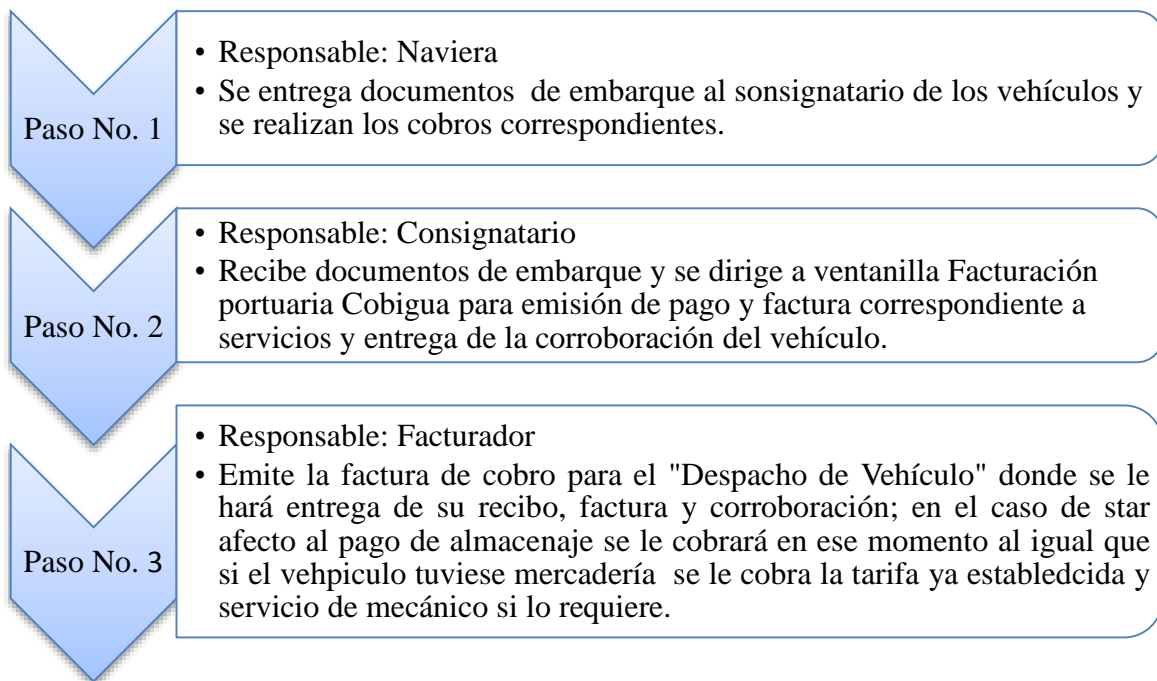 Paso No. 1
• Responsable: Naviera
• Se entrega documentos de embarque al sonsignatario de los vehículos y
se realizan los cobros correspondientes.
Paso No. 2
• Responsable: Consignatario
• Recibe documentos de embarque y se dirige a ventanilla Facturación
portuaria Cobigua para emisión de pago y factura correspondiente a
servicios y entrega de la corroboración del vehículo.
Paso No. 3
• Responsable: Facturador
• Emite la factura de cobro para el "Despacho de Vehículo" donde se le
hará entrega de su recibo, factura y corroboración; en el caso de star
afecto al pago de almacenaje se le cobrará en ese momento al igual que
si el vehpiculo tuviese mercadería se le cobra la tarifa ya establedcida y
servicio de mecánico si lo requiere.